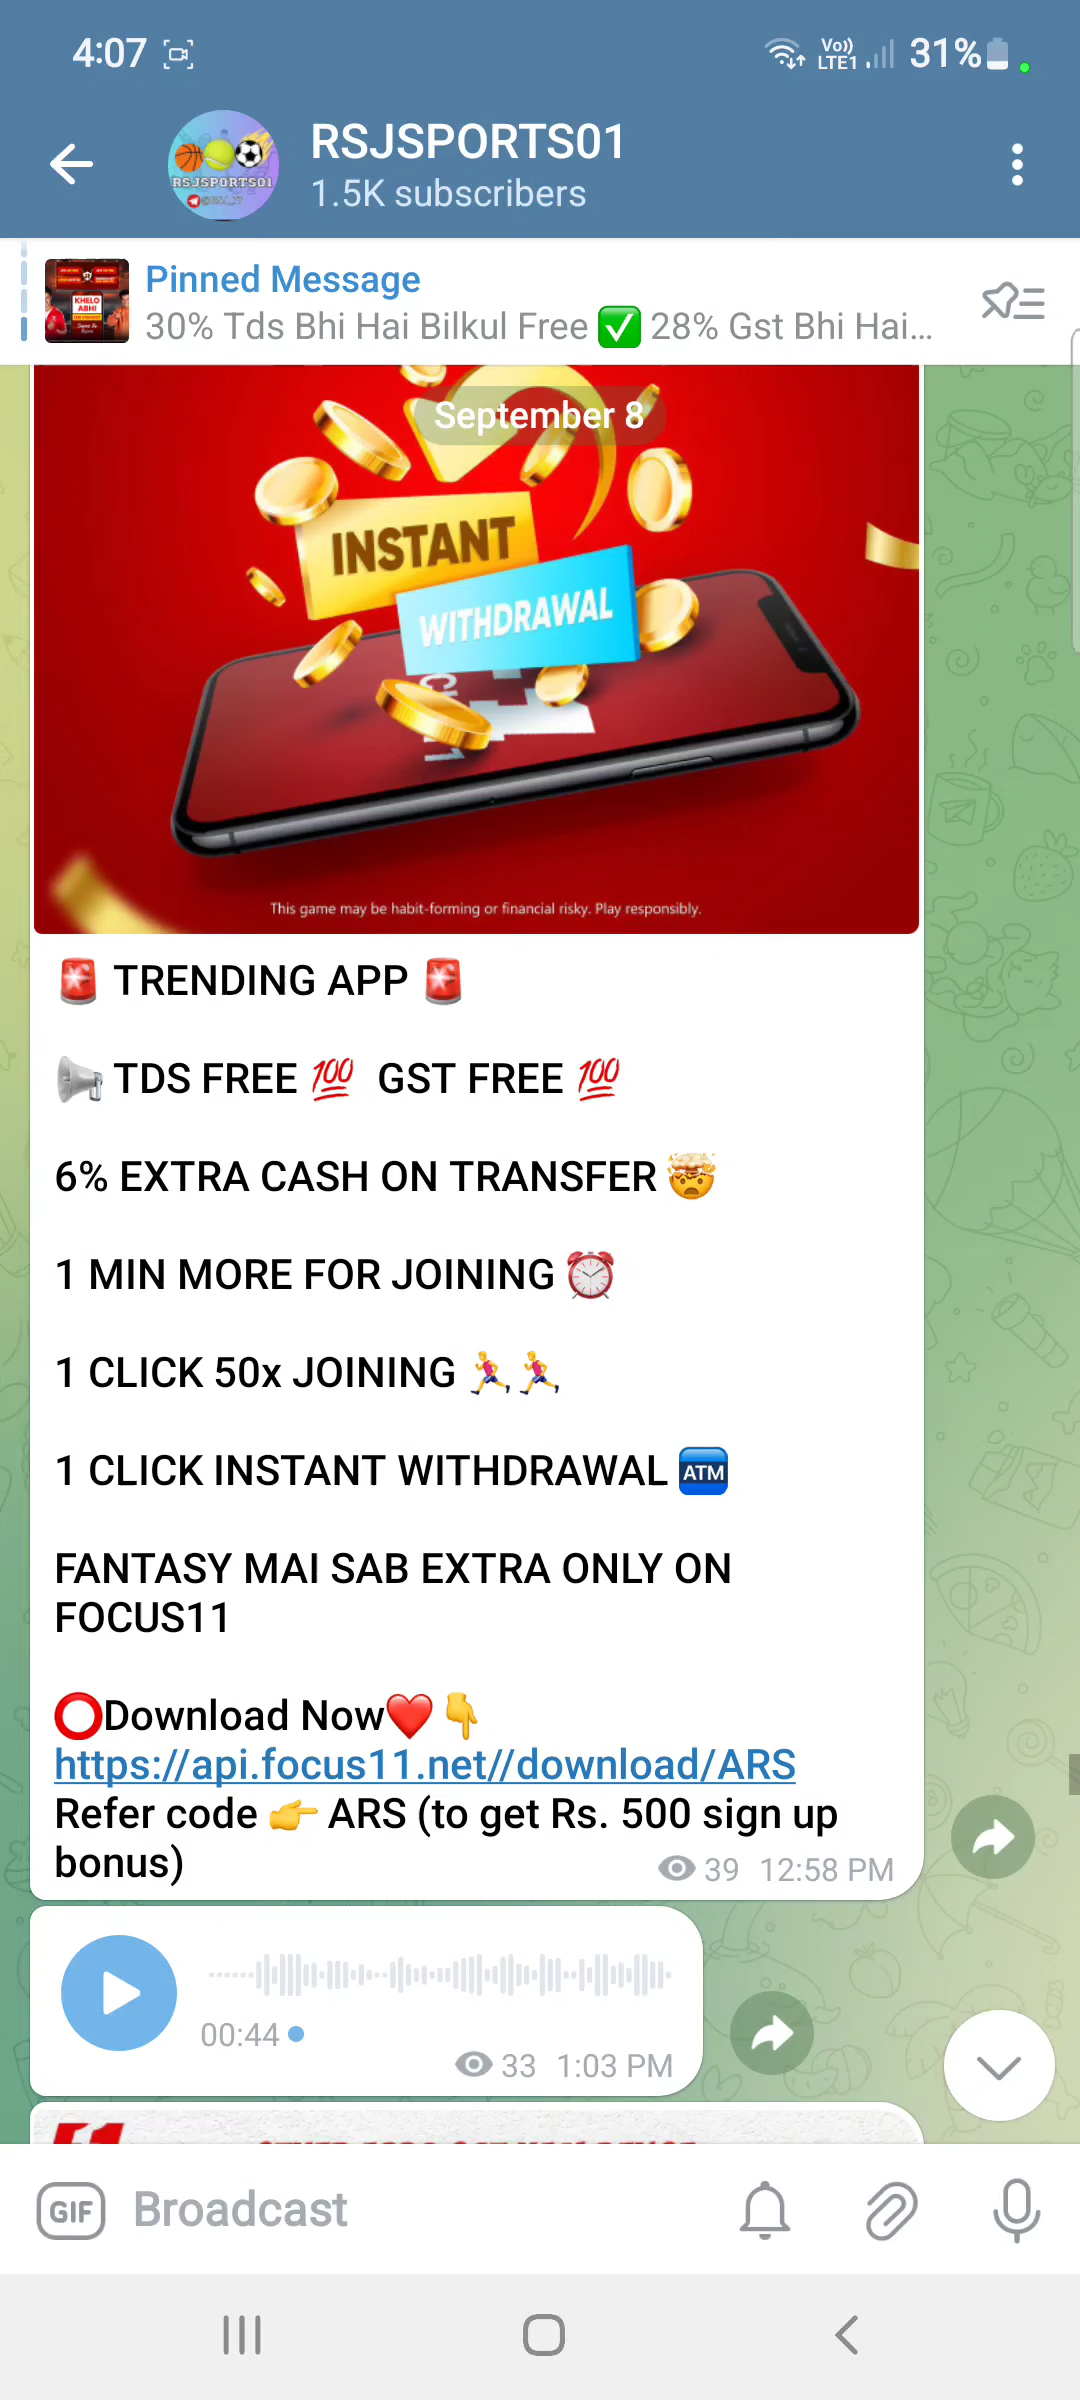 4:07
Vo))
LTE1
31%
RSJSPORTS01
1.5K subscribers
RSJSPORTS01
Pinned Message
30% Tds Bhi Hai Bilkul Free ✅ 28% Gst Bhi Hai...
KHELO
ABHI
September 8
INSTANT
WITHDRAWAL
This game may be habit-forming or financial risky. Play responsibly.
🚨 TRENDING APP 🚨
📢 TDS FREE 💯 GST FREE 💯
6% EXTRA CASH ON TRANSFER 🤯
1 MIN MORE FOR JOINING ⏰
1 CLICK 50x JOINING 🏃🏃
1 CLICK INSTANT WITHDRAWAL 🏧
FANTASY MAI SAB EXTRA ONLY ON
FOCUS11
⭕Download Now❤️👇
https://api.focus11.net//download/ARS
Refer code 👉 ARS (to get Rs. 500 sign up
bonus)
39 12:58 PM
00:44
33 1:03 PM
GIF
Broadcast